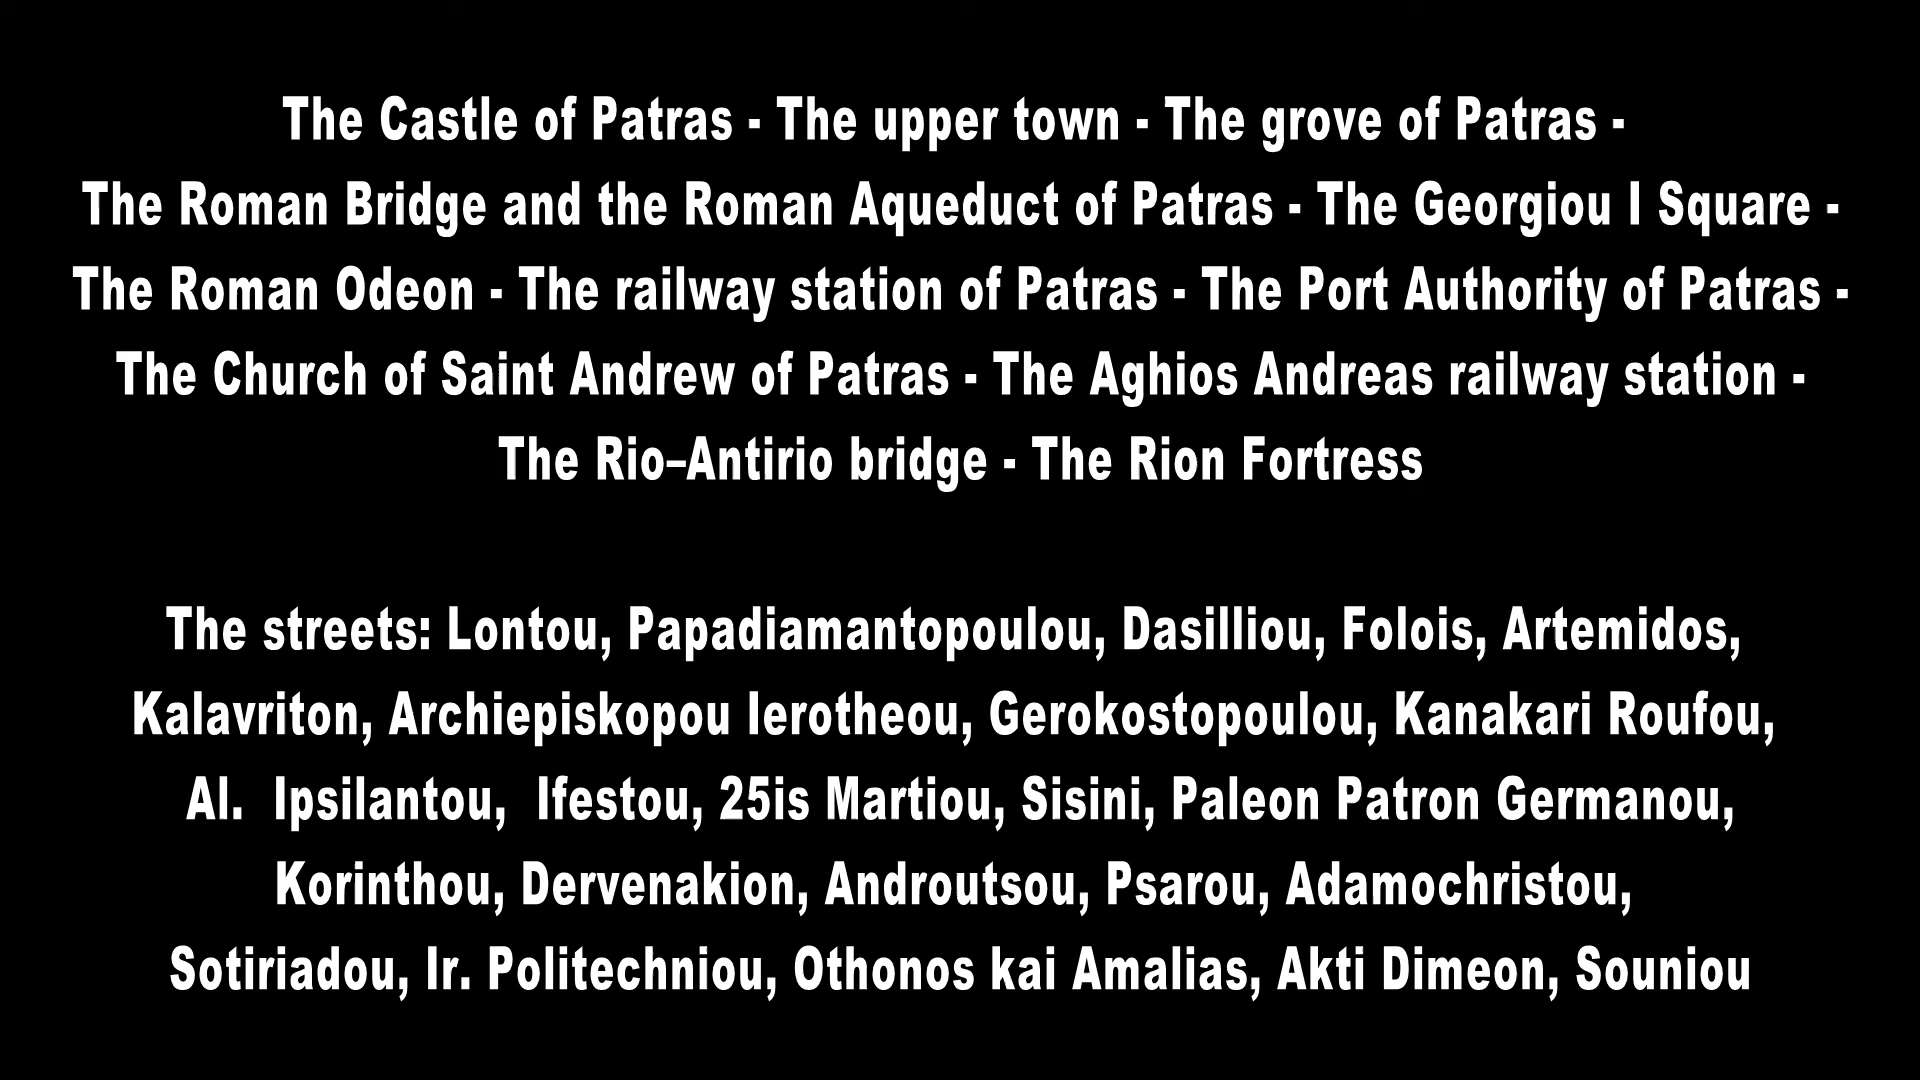 The Castle of Patras - The upper town - The grove of Patras -
The Roman Bridge and the Roman Aqueduct of Patras - The Georgiou I Square -
The Roman Odeon - The railway station of Patras - The Port Authority of Patras -
The Church of Saint Andrew of Patras - The Aghios Andreas railway station -
The Rio–Antirio bridge - The Rion Fortress
The streets: Lontou, Papadiamantopoulou, Dasilliou, Folois, Artemidos,
Kalavriton, Archiepiskopou Ierotheou, Gerokostopoulou, Kanakari Roufou,
Al.  Ipsilantou,  Ifestou, 25is Martiou, Sisini, Paleon Patron Germanou,
Korinthou, Dervenakion, Androutsou, Psarou, Adamochristou,
Sotiriadou, Ir. Politechniou, Othonos kai Amalias, Akti Dimeon, Souniou